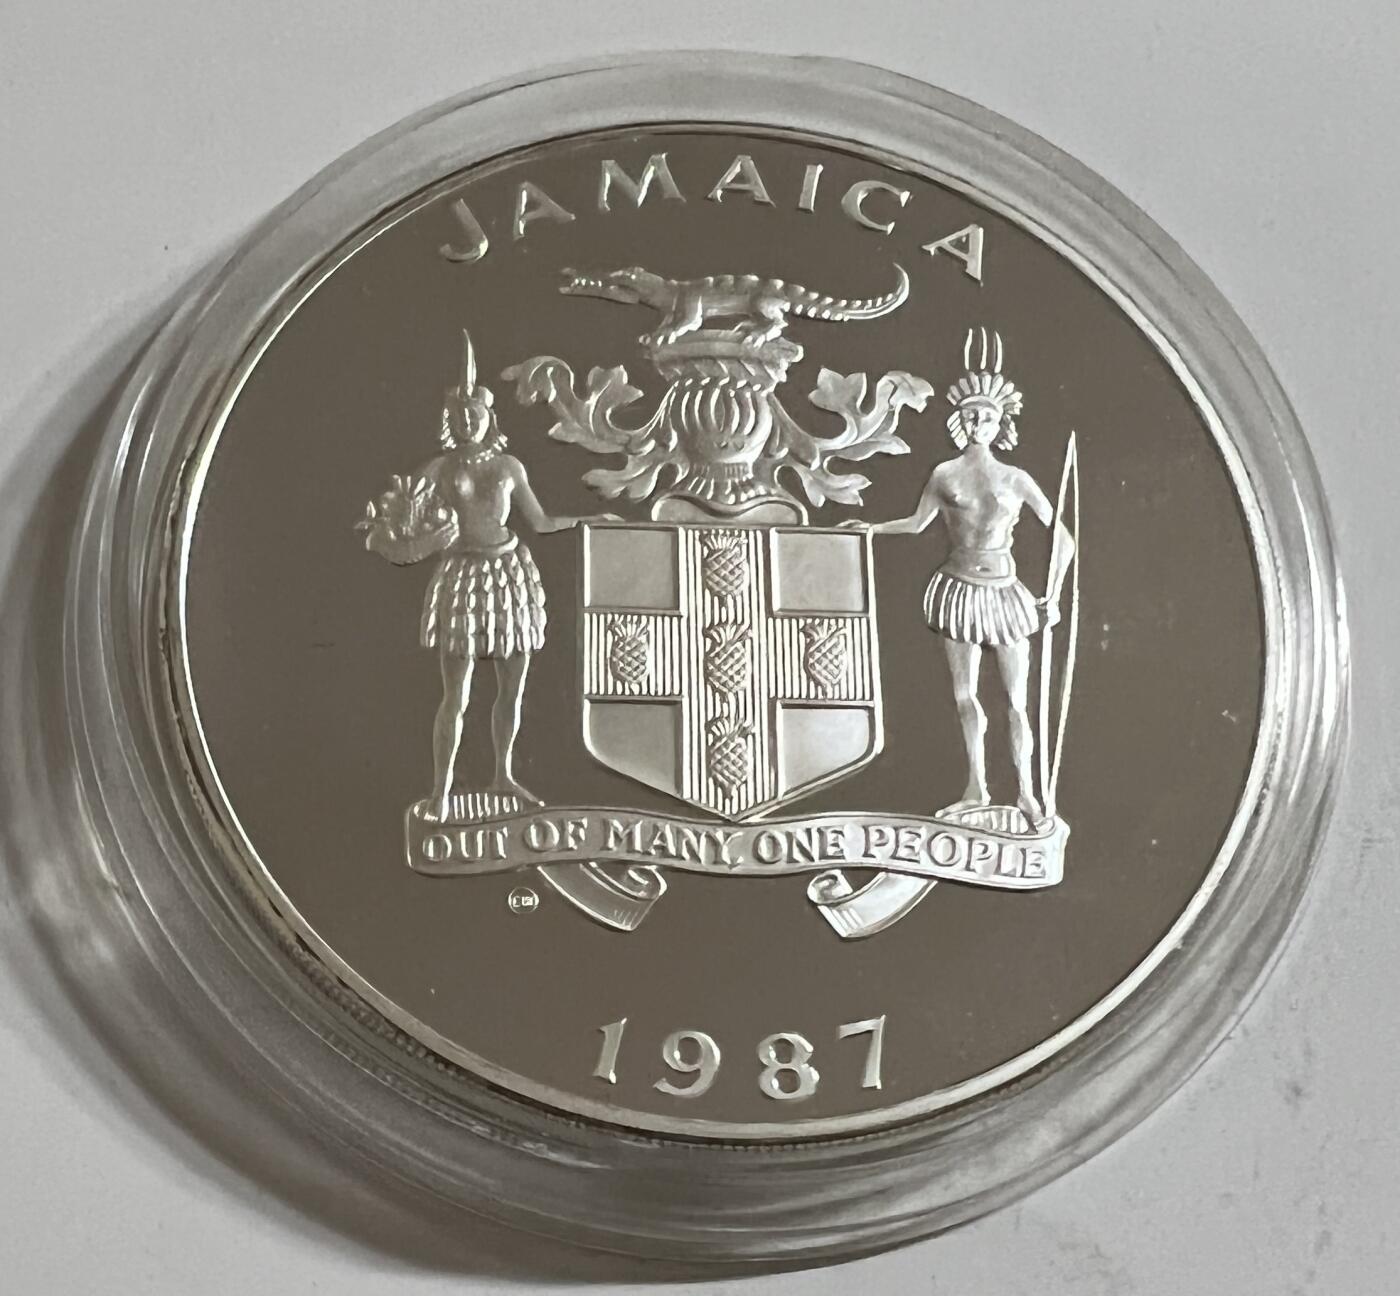 JAMAICA
OUT OF MANY, ONE PEOPLE
1987